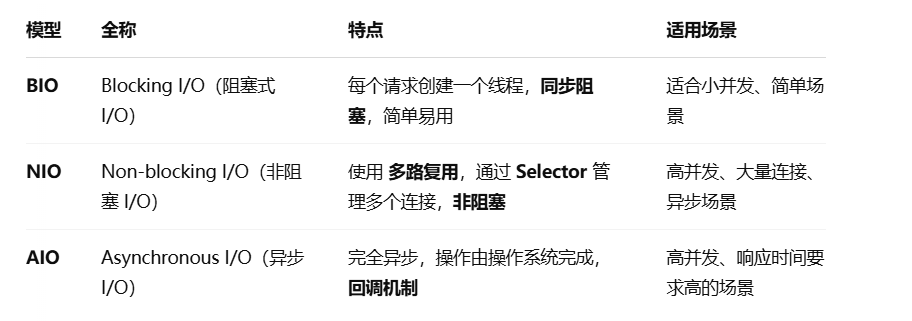 模型 全称 特点 适用场景
BIO Blocking I/O（阻塞式 每个请求创建一个线程，同步阻 适合小并发、简单场
I/O） 塞，简单易用 景
NIO Non-blocking I/O（非阻 使用 多路复用，通过 Selector 管 高并发、大量连接、
塞 I/O） 理多个连接，非阻塞 异步场景
AIO Asynchronous I/O（异步 完全异步，操作由操作系统完成， 高并发、响应时间要
I/O） 回调机制 求高的场景